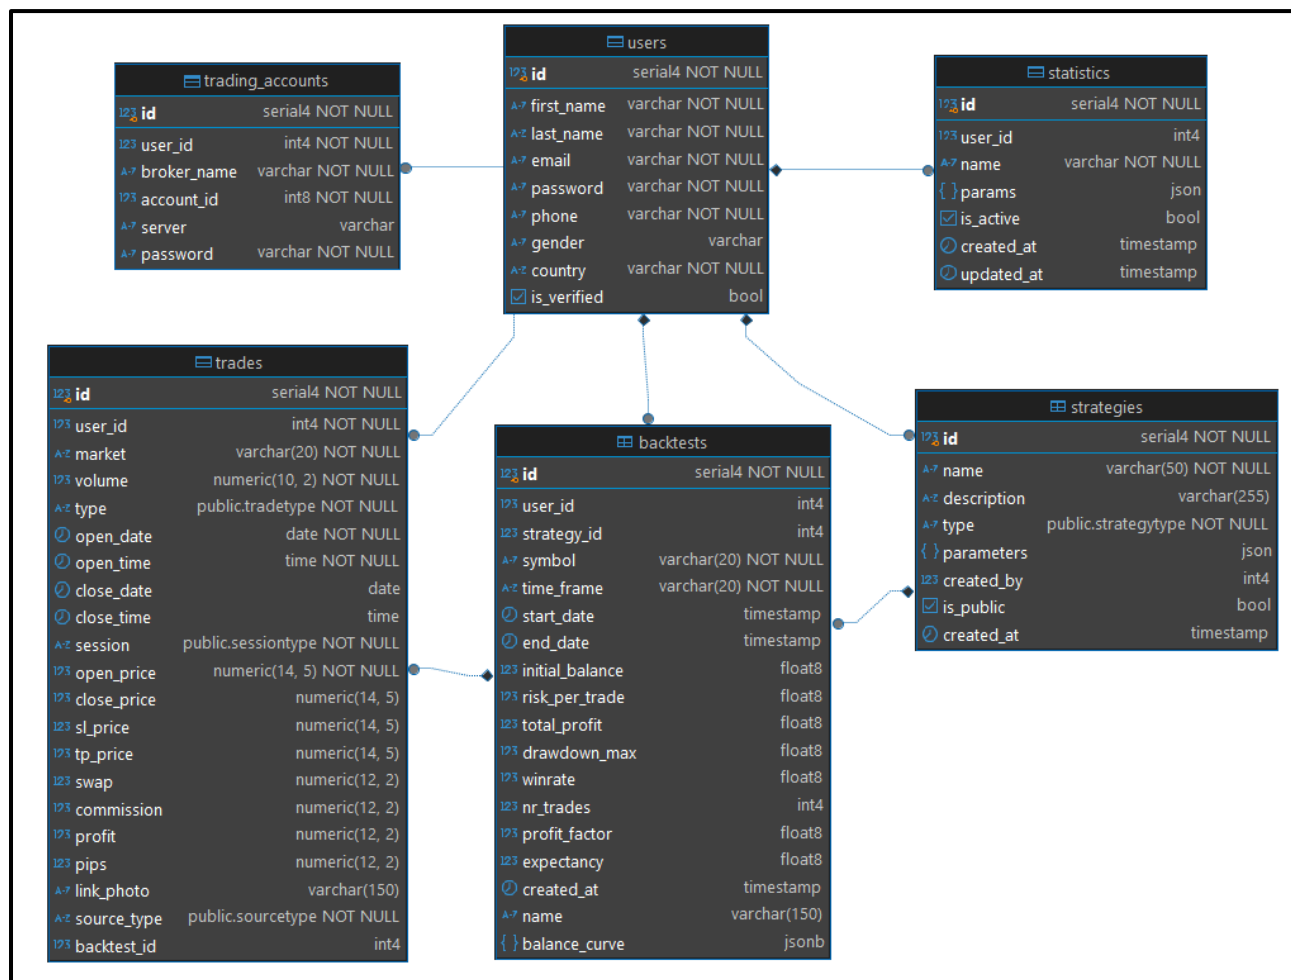 users
id serial4 NOT NULL
first_name varchar NOT NULL
last_name varchar NOT NULL
email varchar NOT NULL
password varchar NOT NULL
phone varchar NOT NULL
gender varchar
country varchar NOT NULL
is_verified bool
trading_accounts
id serial4 NOT NULL
user_id int4 NOT NULL
broker_name varchar NOT NULL
account_id int8 NOT NULL
server varchar
password varchar NOT NULL
statistics
id serial4 NOT NULL
user_id int4
name varchar NOT NULL
params json
is_active bool
created_at timestamp
updated_at timestamp
trades
id serial4 NOT NULL
user_id int4 NOT NULL
market varchar(20) NOT NULL
volume numeric(10, 2) NOT NULL
type public.tradetype NOT NULL
open_date date NOT NULL
open_time time NOT NULL
close_date date
close_time time
session public.sessiontype NOT NULL
open_price numeric(14, 5) NOT NULL
close_price numeric(14, 5)
sl_price numeric(14, 5)
tp_price numeric(14, 5)
swap numeric(12, 2)
commission numeric(12, 2)
profit numeric(12, 2)
pips numeric(12, 2)
link_photo varchar(150)
source_type public.sourcetype NOT NULL
backtest_id int4
backtests
id serial4 NOT NULL
user_id int4
strategy_id int4
symbol varchar(20) NOT NULL
time_frame varchar(20) NOT NULL
start_date timestamp
end_date timestamp
initial_balance float8
risk_per_trade float8
total_profit float8
drawdown_max float8
winrate float8
nr_trades int4
profit_factor float8
expectancy float8
created_at timestamp
name varchar(150)
balance_curve jsonb
strategies
id serial4 NOT NULL
name varchar(50) NOT NULL
description varchar(255)
type public.strategytype NOT NULL
parameters json
created_by int4
is_public bool
created_at timestamp